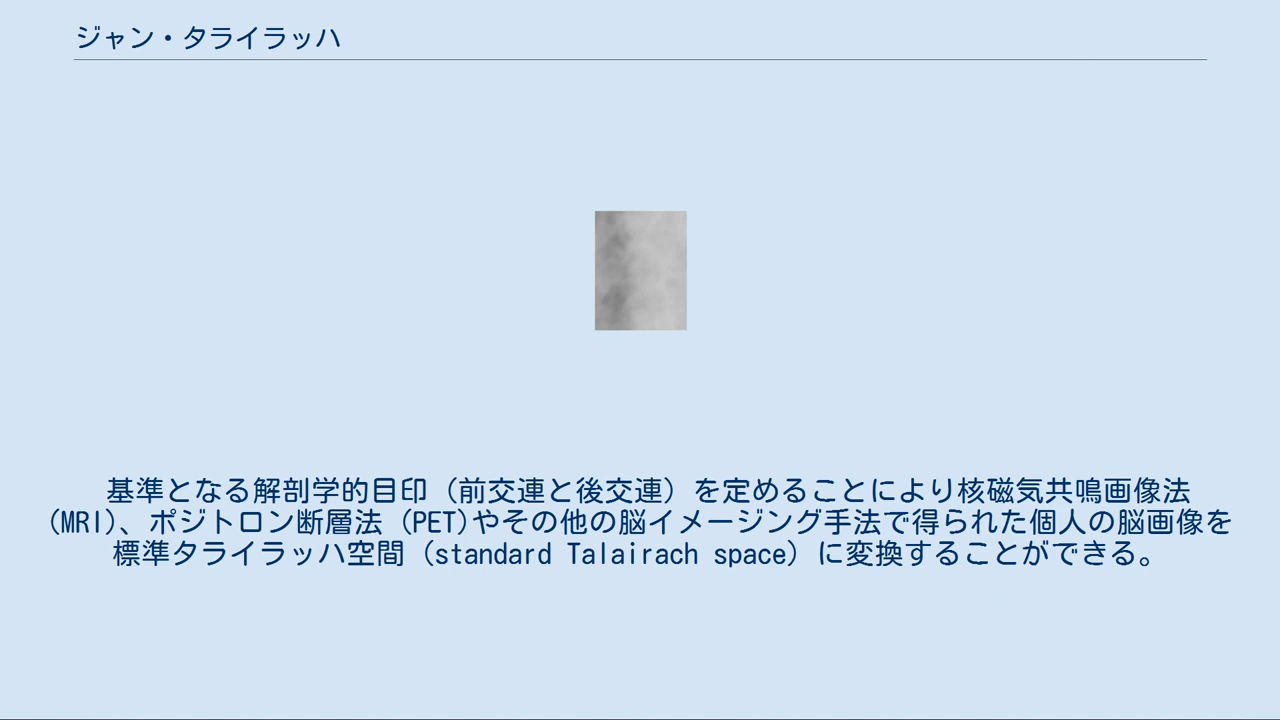 ジャン・タライラッハ
基準となる解剖学的目印（前交連と後交連）を定めることにより核磁気共鳴画像法
(MRI)、ポジトロン断層法（PET)やその他の脳イメージング手法で得られた個人の脳画像を
標準タライラッハ空間（standard Talairach space）に変換することができる。